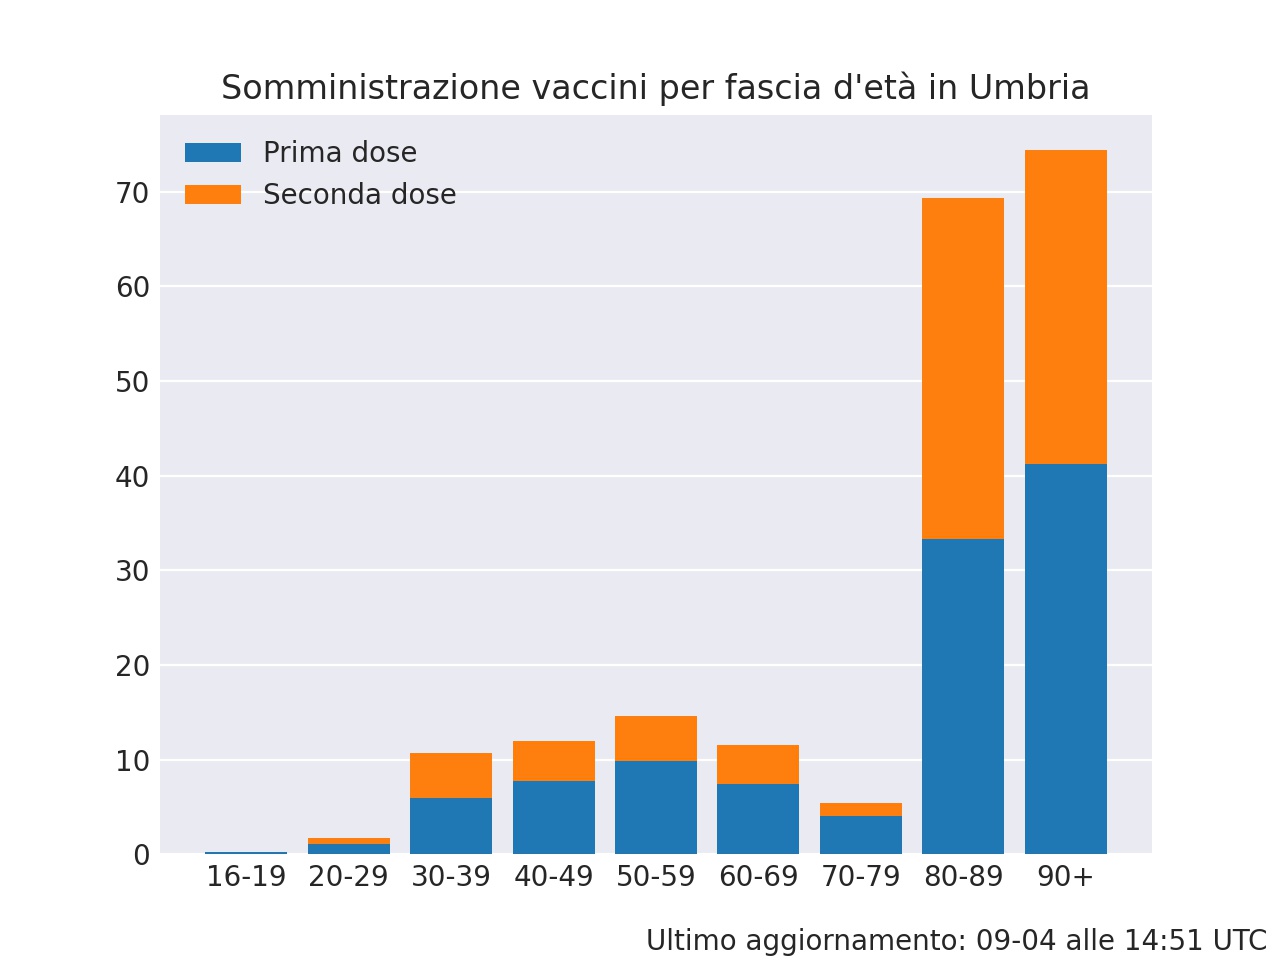 Somministrazione vaccini per fascia d'età in Umbria
Prima dose
Seconda dose
70
60
50
40
30
20
10
0
16-19 20-29 30-39 40-49 50-59 60-69 70-79 80-89 90+
Ultimo aggiornamento: 09-04 alle 14:51 UTC